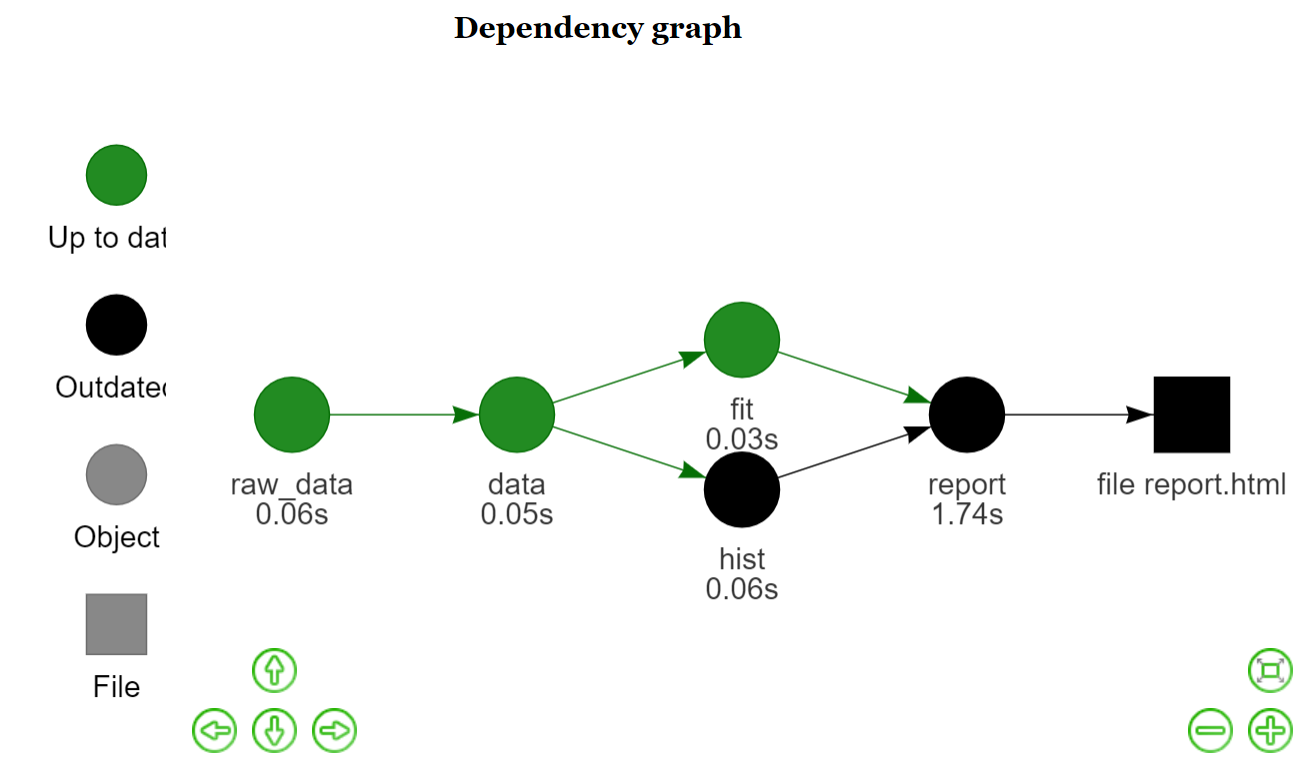 Dependency graph
Up to dat
Outdated
Object
File
raw_data
0.06s
data
0.05s
fit
0.03s
hist
0.06s
report
1.74s
file report.html